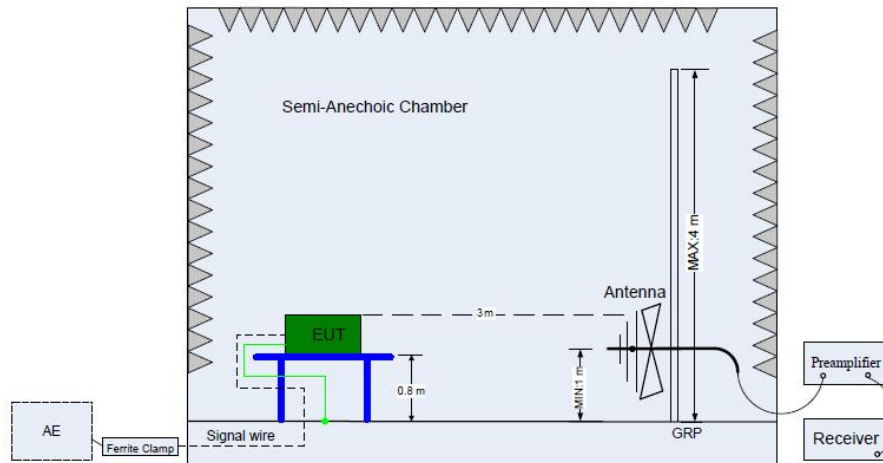 Semi-Anechoic Chamber
MAX:4 m
Antenna
3m
EUT
MIN:1 m
0.8 m
Preamplifier
AE
Ferrite Clamp
Signal wire
GRP
Receiver